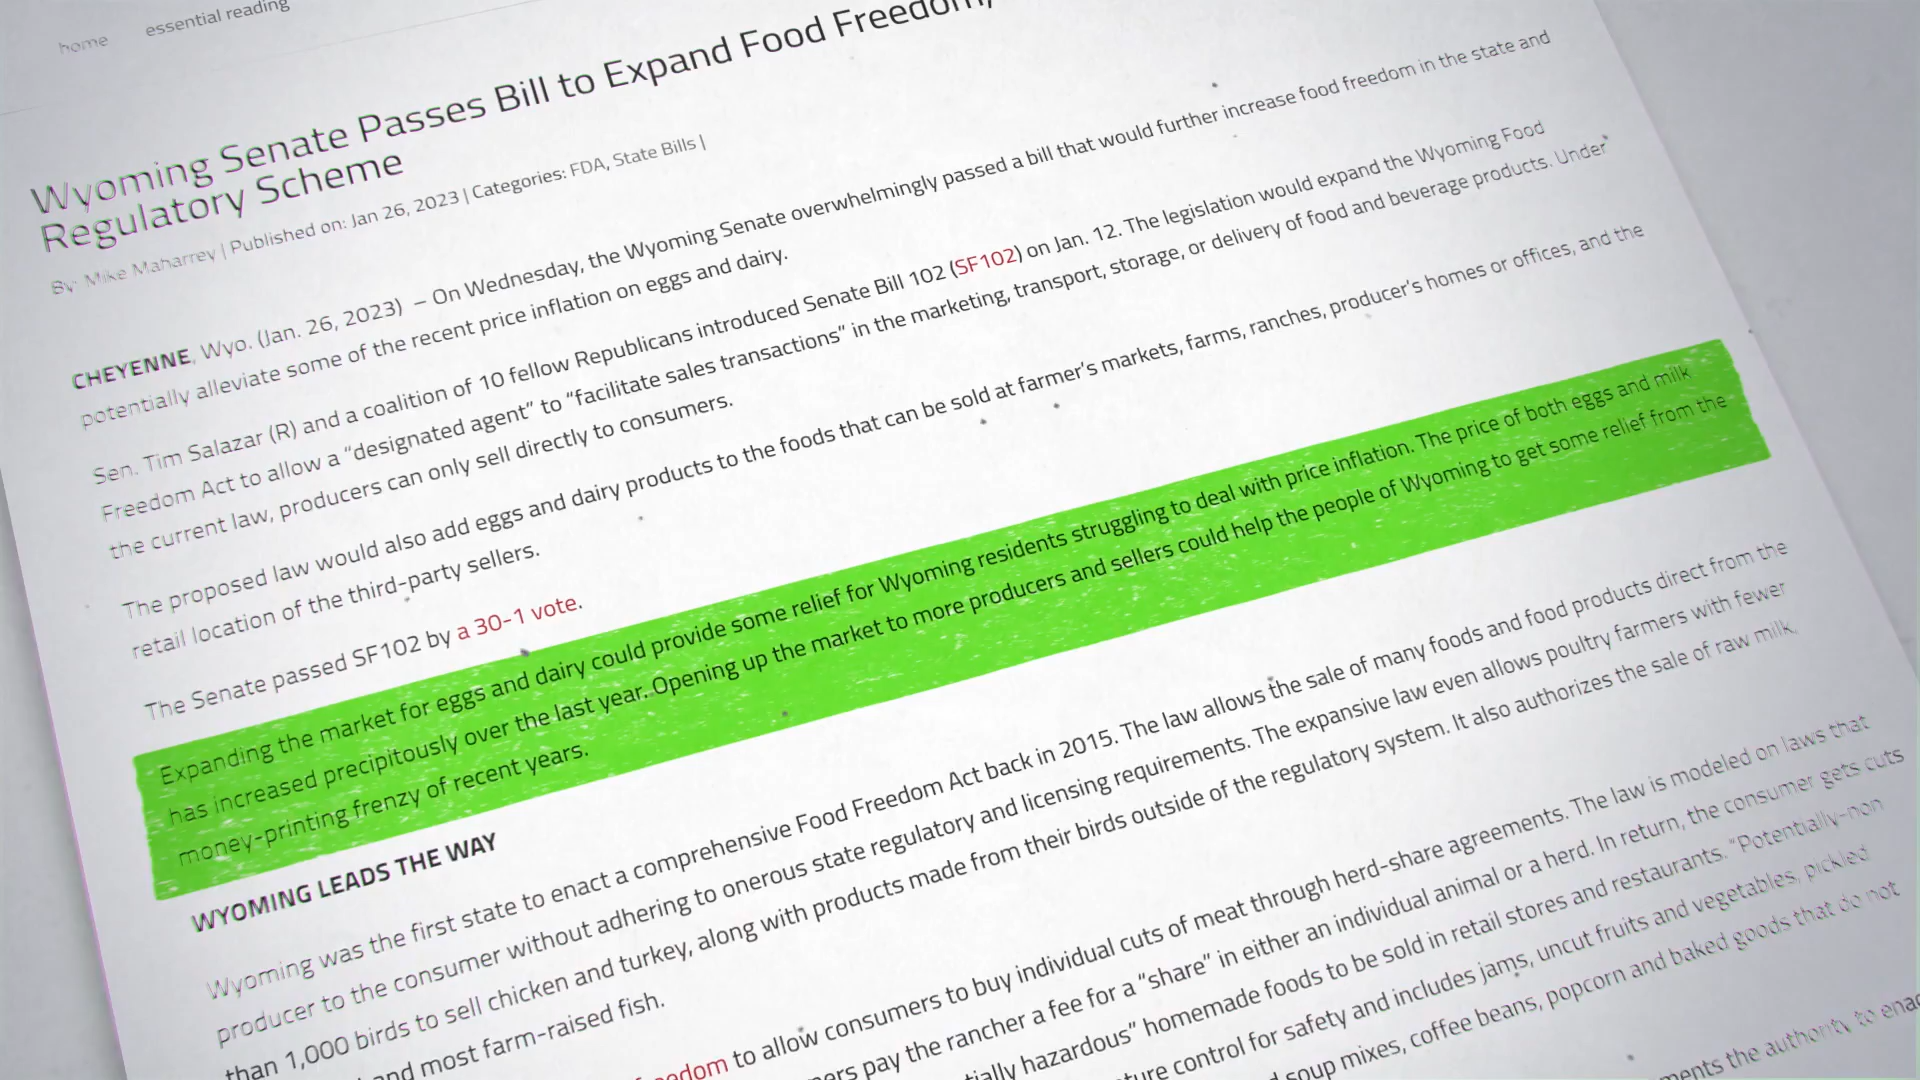 home essential reading
Wyoming Senate Passes Bill to Expand Food Freedom,
Regulatory Scheme
By: Mike Maharrey | Published on: Jan 26, 2023 | Categories: FDA, State Bills |
CHEYENNE, Wyo. (Jan. 26, 2023) – On Wednesday, the Wyoming Senate overwhelmingly passed a bill that would further increase food freedom in the state and
potentially alleviate some of the recent price inflation on eggs and dairy.
Sen. Tim Salazar (R) and a coalition of 10 fellow Republicans introduced Senate Bill 102 (SF102) on Jan. 12. The legislation would expand the Wyoming Food
Freedom Act to allow a “designated agent” to “facilitate sales transactions” in the marketing, transport, storage, or delivery of food and beverage products. Under
the current law, producers can only sell directly to consumers.
The proposed law would also add eggs and dairy products to the foods that can be sold at farmer's markets, farms, ranches, producer's homes or offices, and the
retail location of the third-party sellers.
The Senate passed SF102 by a 30-1 vote.
Expanding the market for eggs and dairy could provide some relief for Wyoming residents struggling to deal with price inflation. The price of both eggs and milk
has increased precipitously over the last year. Opening up the market to more producers and sellers could help the people of Wyoming to get some relief from the
money-printing frenzy of recent years.
WYOMING LEADS THE WAY
Wyoming was the first state to enact a comprehensive Food Freedom Act back in 2015. The law allows the sale of many foods and food products direct from the
producer to the consumer without adhering to onerous state regulatory and licensing requirements. The expansive law even allows poultry farmers with fewer
than 1,000 birds to sell chicken and turkey, along with products made from their birds outside of the regulatory system. It also authorizes the sale of raw milk,
and most farm-raised fish.
to allow consumers to buy individual cuts of meat through herd-share agreements. The law is modeled on laws that
pay the rancher a fee for a “share” in either an individual animal or a herd. In return, the consumer gets cuts
hazardous” homemade foods to be sold in retail stores and restaurants. “Potentially-non
control for safety and includes jams, uncut fruits and vegetables, pickled
soup mixes, coffee beans, popcorn and baked goods that do not
the authority to